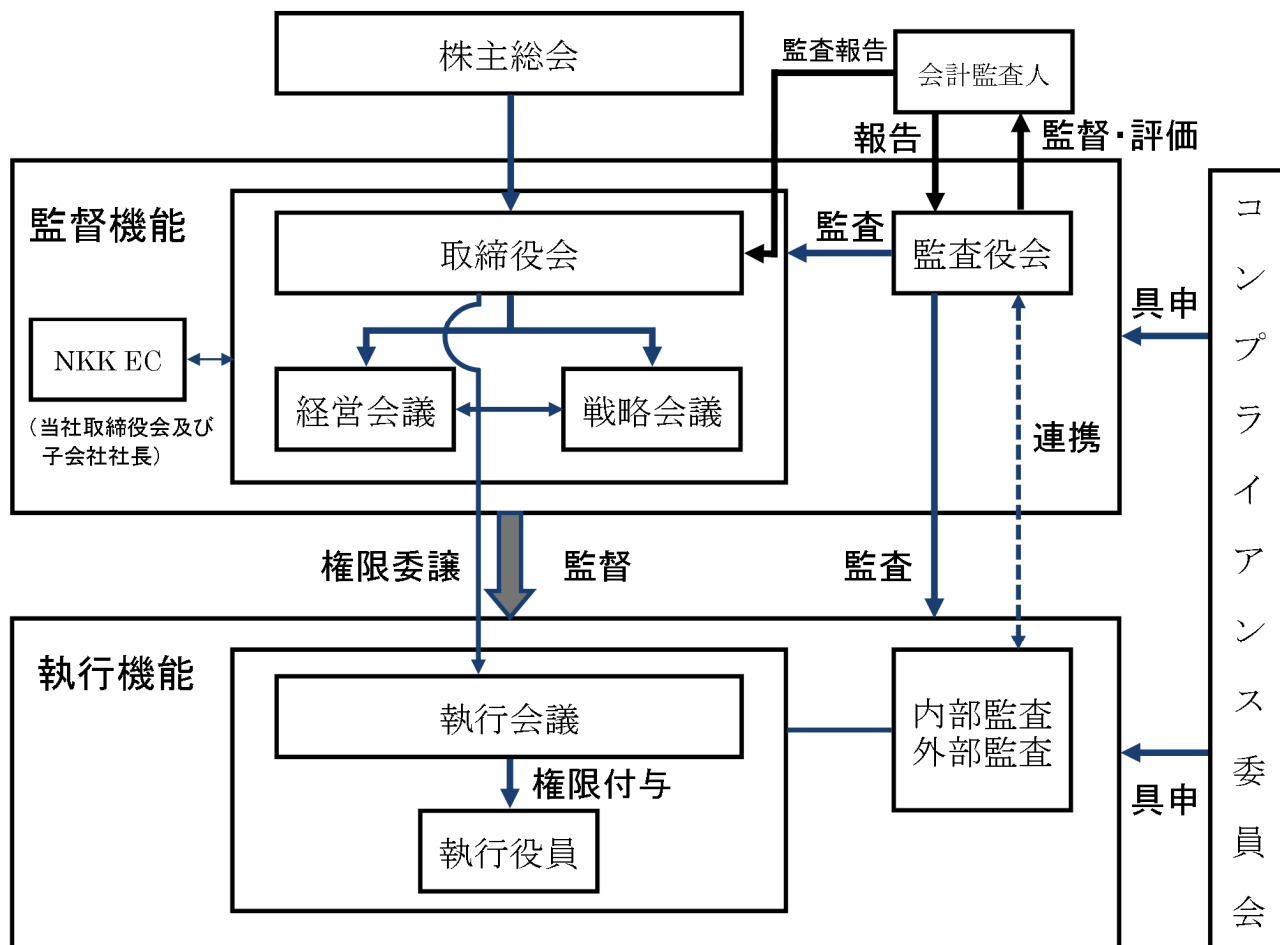 株主総会
監査報告
会計監査人
報告
監督・評価
監督機能
取締役会
監査
監査役会
具申
NKK EC
(当社取締役会及び
子会社社長)
経営会議
戦略会議
連携
権限委譲
監督
監査
執行機能
執行会議
内部監査
外部監査
権限付与
執行役員
具申
コンプライアンス委員会